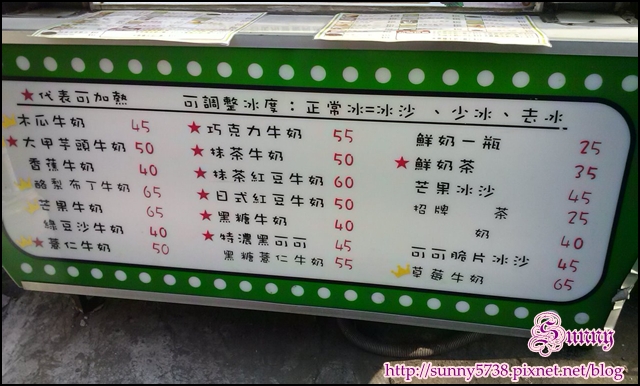 ★代表可加熱 可調整冰度：正常冰=冰沙、少冰、去冰
木瓜牛奶 45
★大甲芋頭牛奶 50
香蕉牛奶 40
酪梨布丁牛奶 65
芒果牛奶 65
綠豆沙牛奶 40
★薏仁牛奶 50
★巧克力牛奶 55
★抹茶牛奶 50
★抹茶紅豆牛奶 60
★日式紅豆牛奶 50
★黑糖牛奶 40
★特濃黑可可 45
黑糖薏仁牛奶 55
鮮奶一瓶 25
★鮮奶茶 35
芒果冰沙 45
招牌 茶 25
奶 40
可可脆片冰沙 45
草莓牛奶 65
Sunny
http://sunny5738.pixnet.net/blog